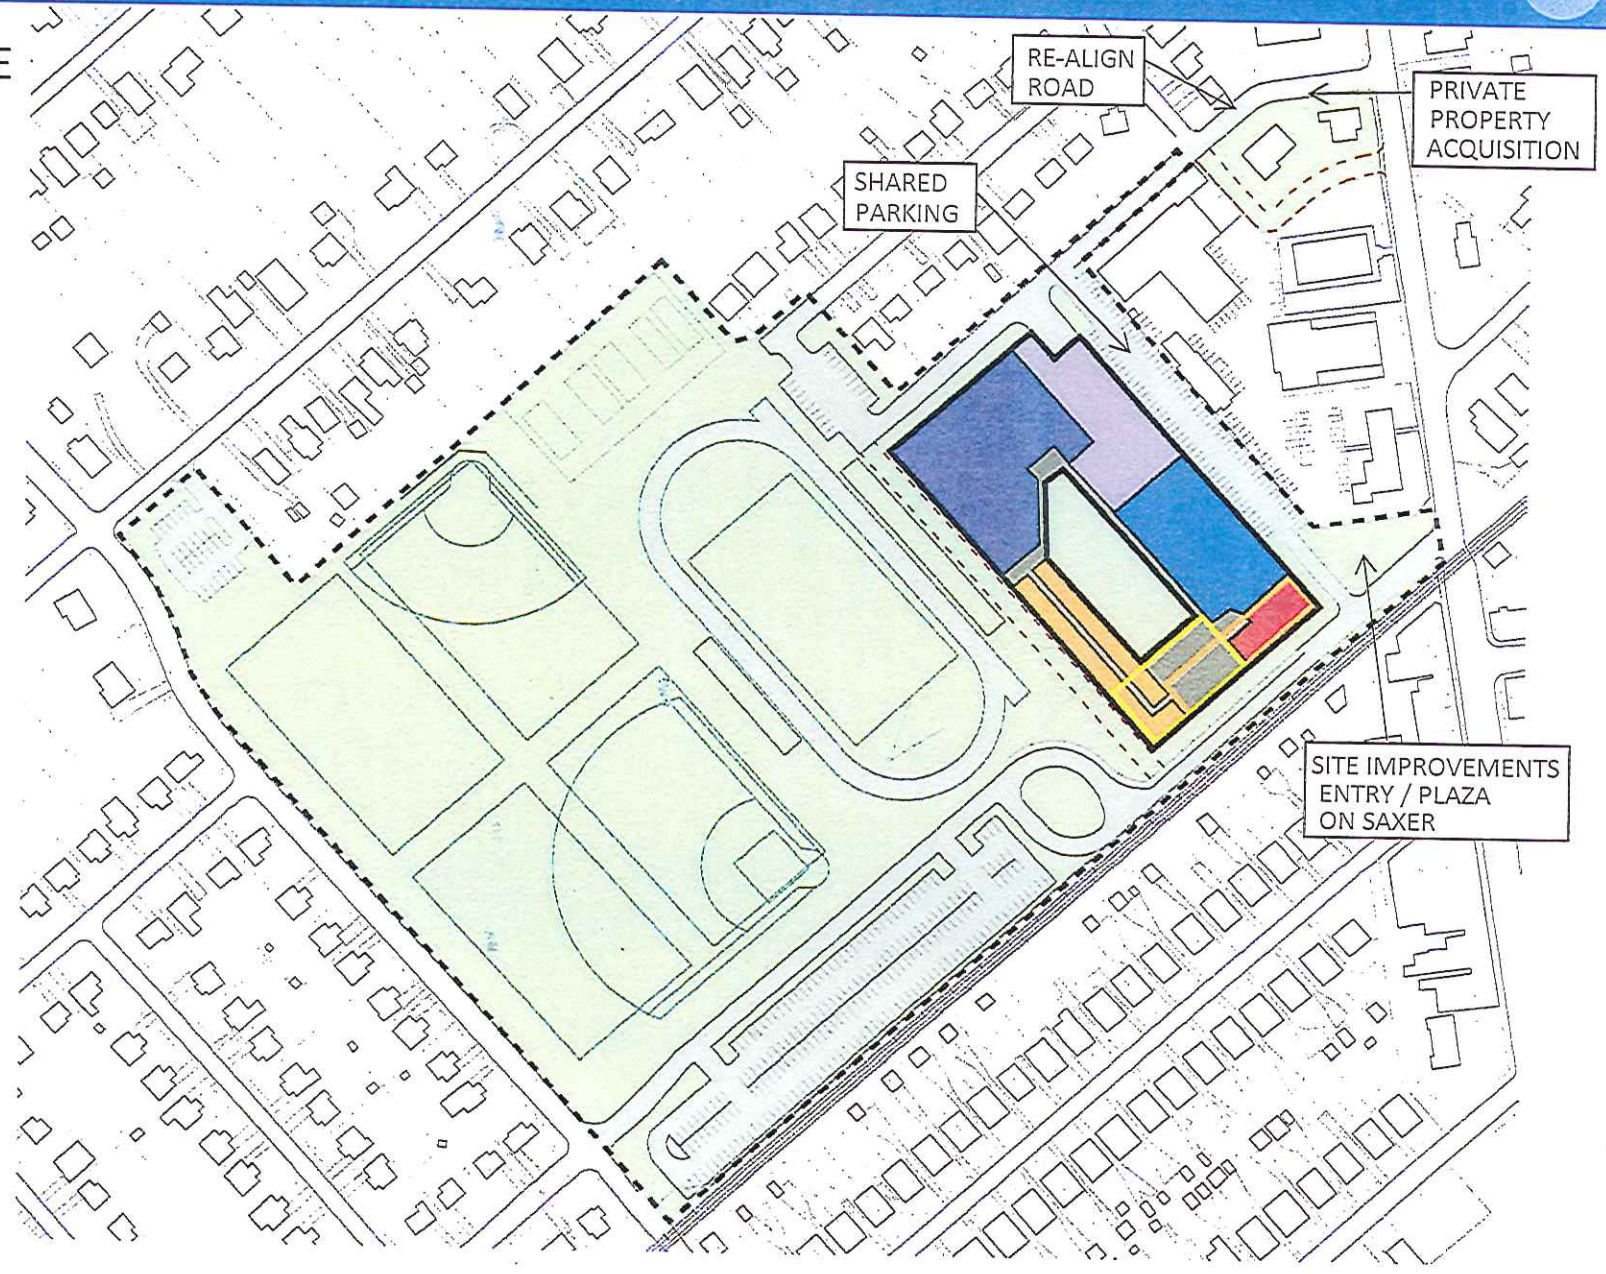 E
RE-ALIGN
ROAD
PRIVATE
PROPERTY
ACQUISITION
SHARED
PARKING
SITE IMPROVEMENTS
ENTRY / PLAZA
ON SAXER